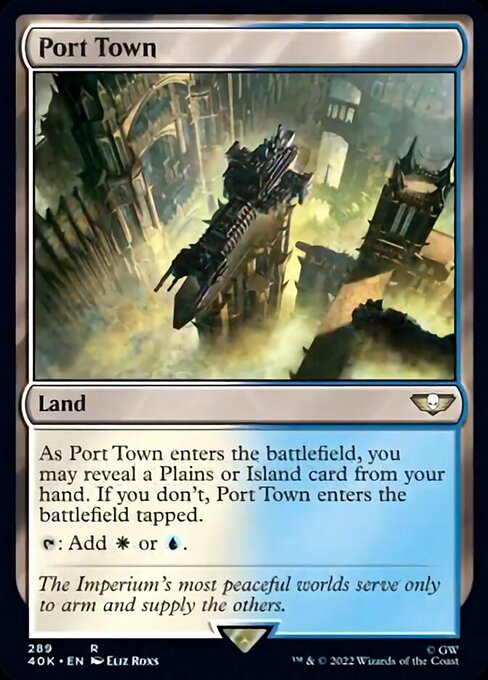 Port Town
Land
As Port Town enters the battlefield, you
may reveal a Plains or Island card from your
hand. If you don't, Port Town enters the
battlefield tapped.
: Add or .
The Imperium's most peaceful worlds serve only
to arm and supply the others.
289 R
40K • EN Eliz Roxs
© GW
™ & © 2022 Wizards of the Coast